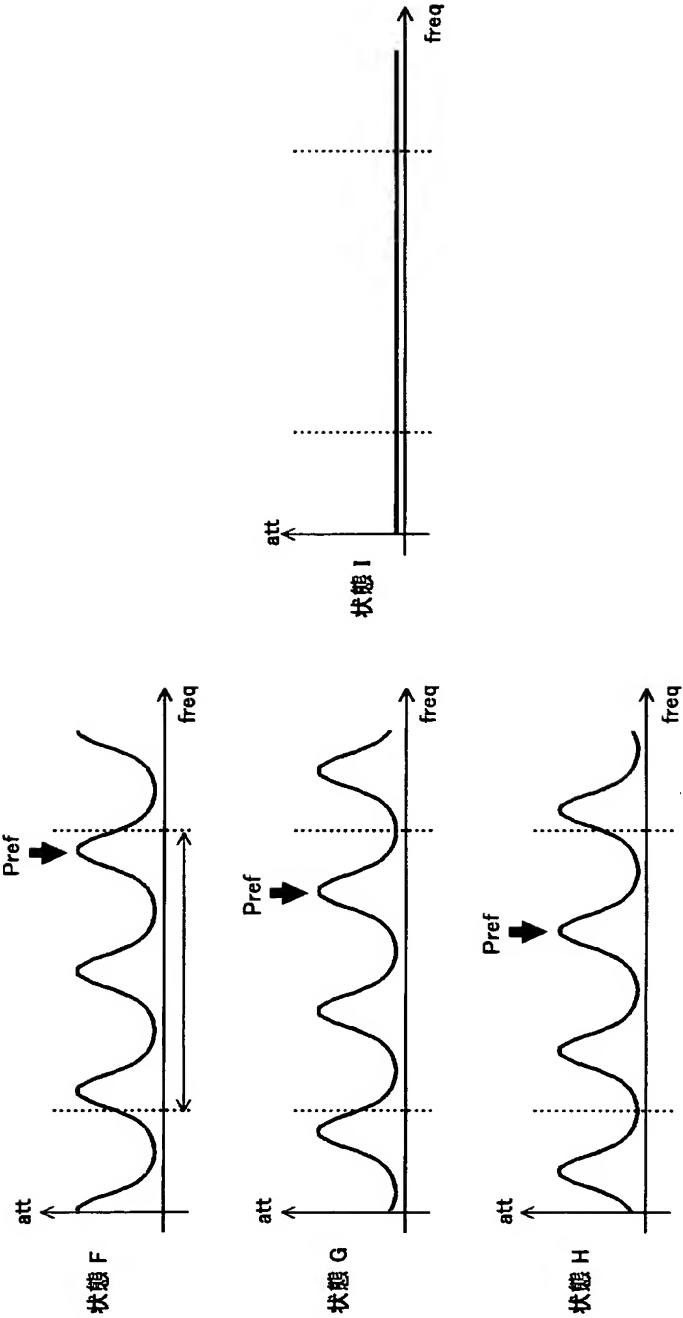 状態 F
att
Pref
freq
状態 G
att
Pref
freq
状態 H
att
Pref
freq
状態 I
att
freq